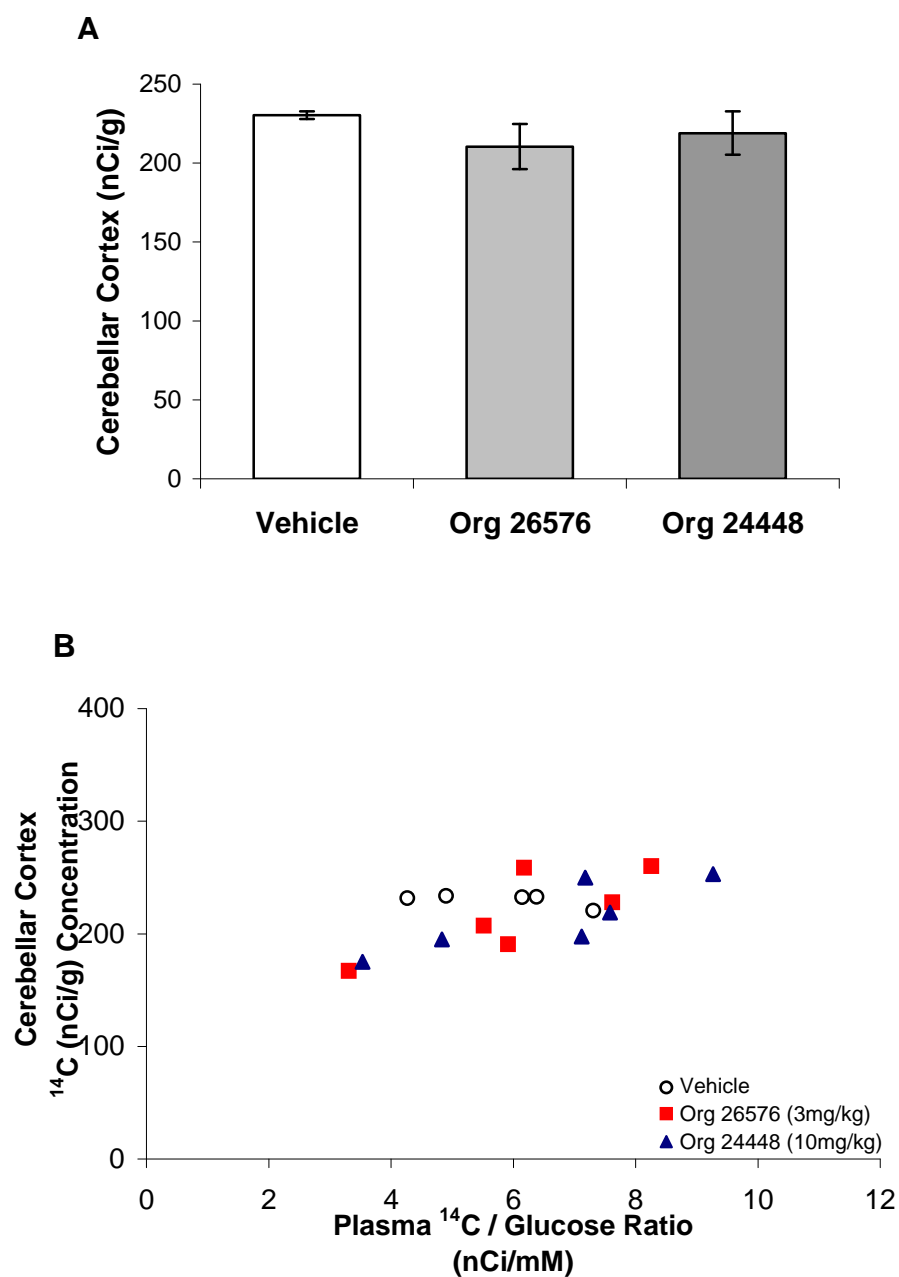 A
Cerebellar Cortex (nCi/g)
250
200
150
100
50
0
Vehicle Org 26576 Org 24448
B
Cerebellar Cortex
¹⁴C (nCi/g) Concentration
400
300
200
100
0
Vehicle
Org 26576 (3mg/kg)
Org 24448 (10mg/kg)
0 2 4 6 8 10 12
Plasma ¹⁴C / Glucose Ratio
(nCi/mM)